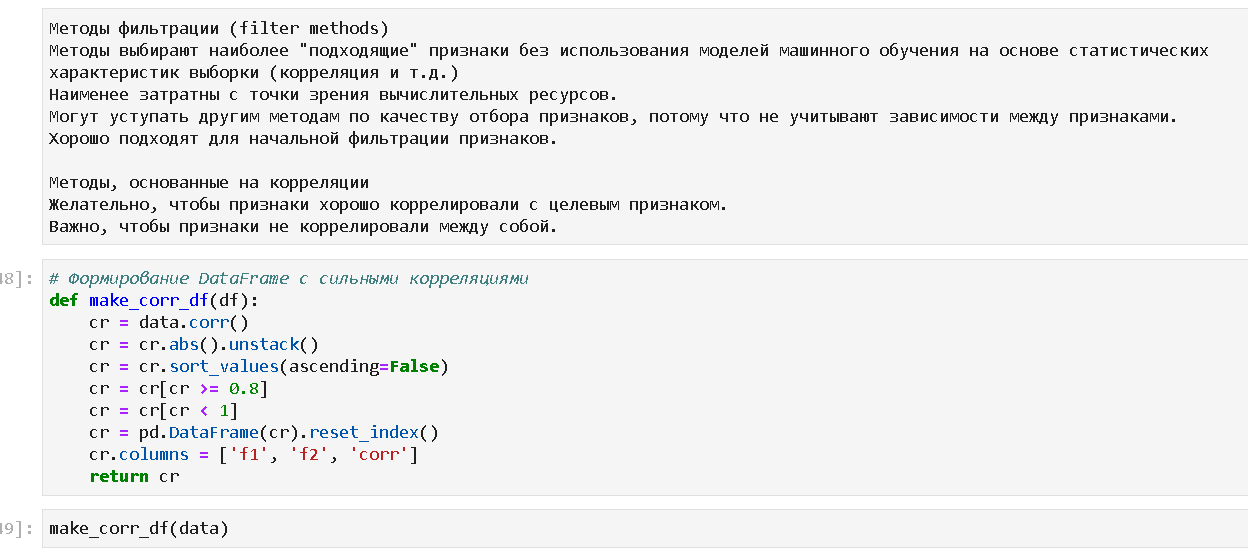 Методы фильтрации (filter methods)
Методы выбирают наиболее "подходящие" признаки без использования моделей машинного обучения на основе статистических
характеристик выборки (корреляция и т.д.)
Наименее затратны с точки зрения вычислительных ресурсов.
Могут уступать другим методам по качеству отбора признаков, потому что не учитывают зависимости между признаками.
Хорошо подходят для начальной фильтрации признаков.

Методы, основанные на корреляции
Желательно, чтобы признаки хорошо коррелировали с целевым признаком.
Важно, чтобы признаки не коррелировали между собой.
48]: # Формирование DataFrame с сильными корреляциями
def make_corr_df(df):
    cr = data.corr()
    cr = cr.abs().unstack()
    cr = cr.sort_values(ascending=False)
    cr = cr[cr >= 0.8]
    cr = cr[cr < 1]
    cr = pd.DataFrame(cr).reset_index()
    cr.columns = ['f1', 'f2', 'corr']
    return cr
49]: make_corr_df(data)